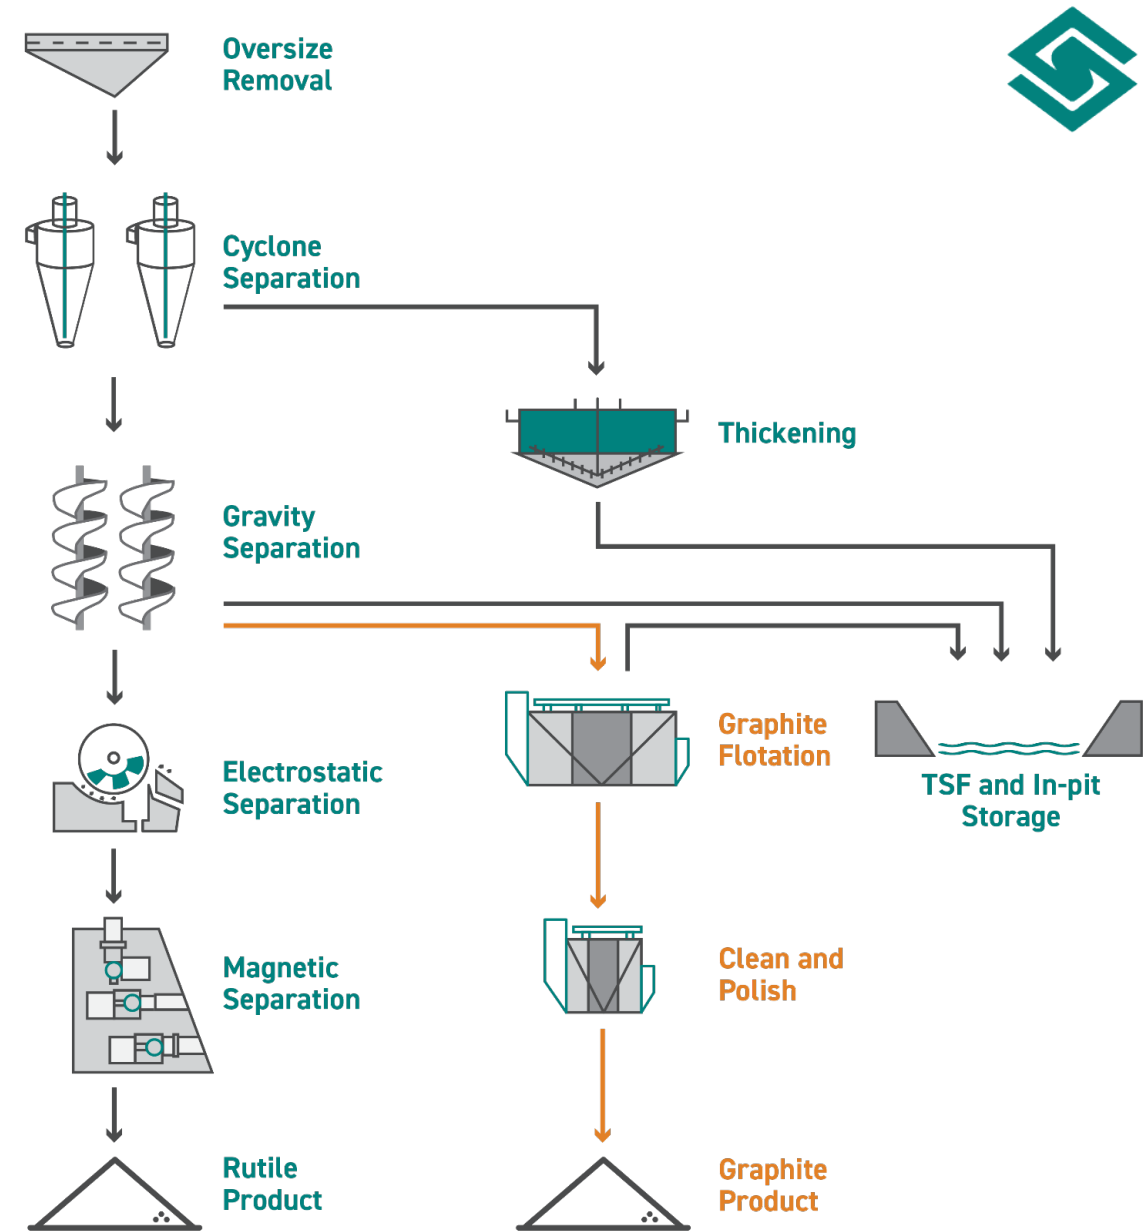 Oversize
Removal
Cyclone
Separation
Thickening
Gravity
Separation
Graphite
Flotation
TSF and In-pit
Storage
Electrostatic
Separation
Clean and
Polish
Magnetic
Separation
Rutile
Product
Graphite
Product